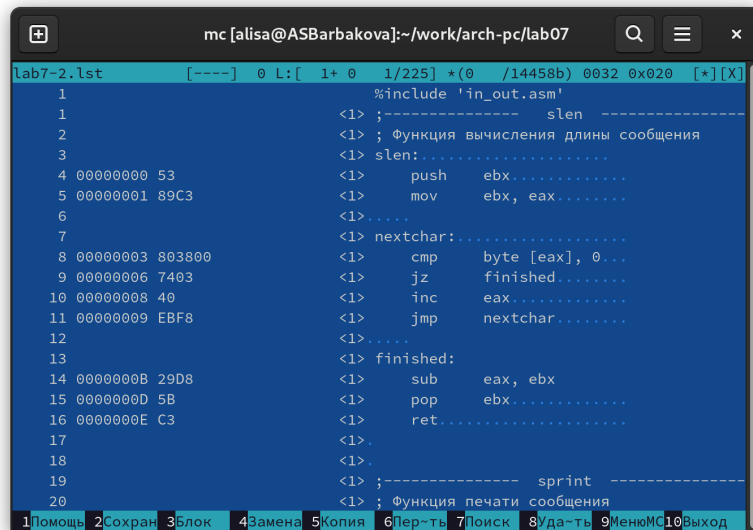 mc [alisa@ASBarbakova]:~/work/arch-pc/lab07
lab7-2.lst [----] 0 L:[ 1+ 0 1/225] *(0 /14458b) 0032 0x020 [*][X]
1 %include 'in_out.asm'
1 <1> ;--------------- slen ---------------
2 <1> ; Функция вычисления длины сообщения
3 <1> slen:.....................
4 00000000 53 <1> push ebx.............
5 00000001 89C3 <1> mov ebx, eax........
6 <1>.....
7 <1> nextchar:...................
8 00000003 803800 <1> cmp byte [eax], 0...
9 00000006 7403 <1> jz finished........
10 00000008 40 <1> inc eax.............
11 00000009 EBF8 <1> jmp nextchar........
12 <1>.....
13 <1> finished:
14 0000000B 29D8 <1> sub eax, ebx
15 0000000D 5B <1> pop ebx.............
16 0000000E C3 <1> ret.....................
17 <1>.
18 <1>.
19 <1> ;--------------- sprint ---------------
20 <1> ; Функция печати сообщения
1Помощь 2Сохран 3Блок 4Замена 5Копия 6Пер~ть 7Поиск 8Уда~ть 9МенюMC 10Выход